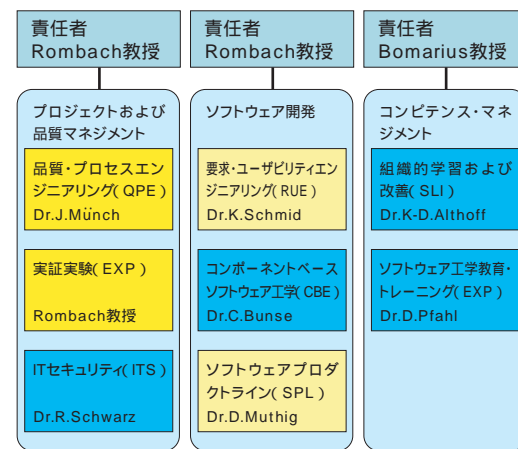 責任者
Rombach教授
プロジェクトおよび
品質マネジメント
品質・プロセスエン
ジニアリング(QPE)
Dr.J.Münch
実証実験(EXP)
Rombach教授
ITセキュリティ(ITS)
Dr.R.Schwarz
責任者
Rombach教授
ソフトウェア開発
要求・ユーザビリティエン
ジニアリング(RUE)
Dr.K.Schmid
コンポーネントベース
ソフトウェア工学(CBE)
Dr.C.Bunse
ソフトウェアプロダ
クトライン(SPL)
Dr.D.Muthig
責任者
Bomarius教授
コンピテンス・マネ
ジメント
組織的学習および
改善(SLI)
Dr.K-D.Althoff
ソフトウェア工学教育・
トレーニング(EXP)
Dr.D.Pfahl